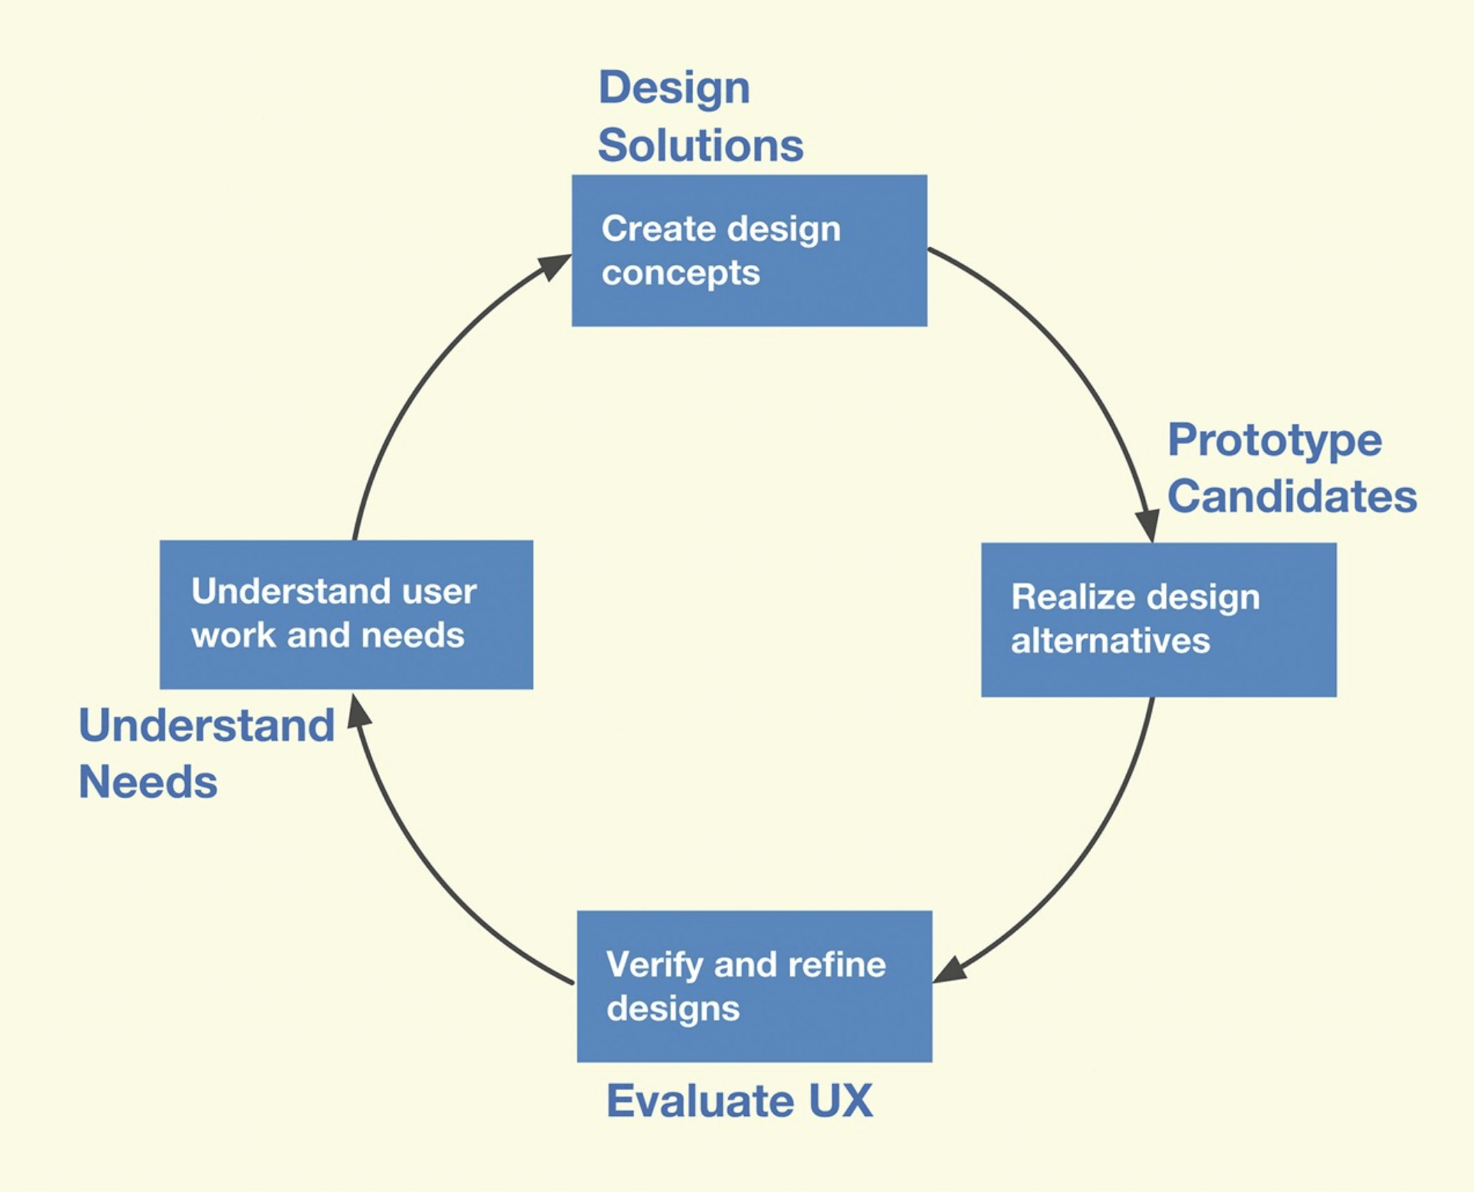 Design
Solutions
Create design
concepts
Prototype
Candidates
Realize design
alternatives
Understand user
work and needs
Understand
Needs
Verify and refine
designs
Evaluate UX